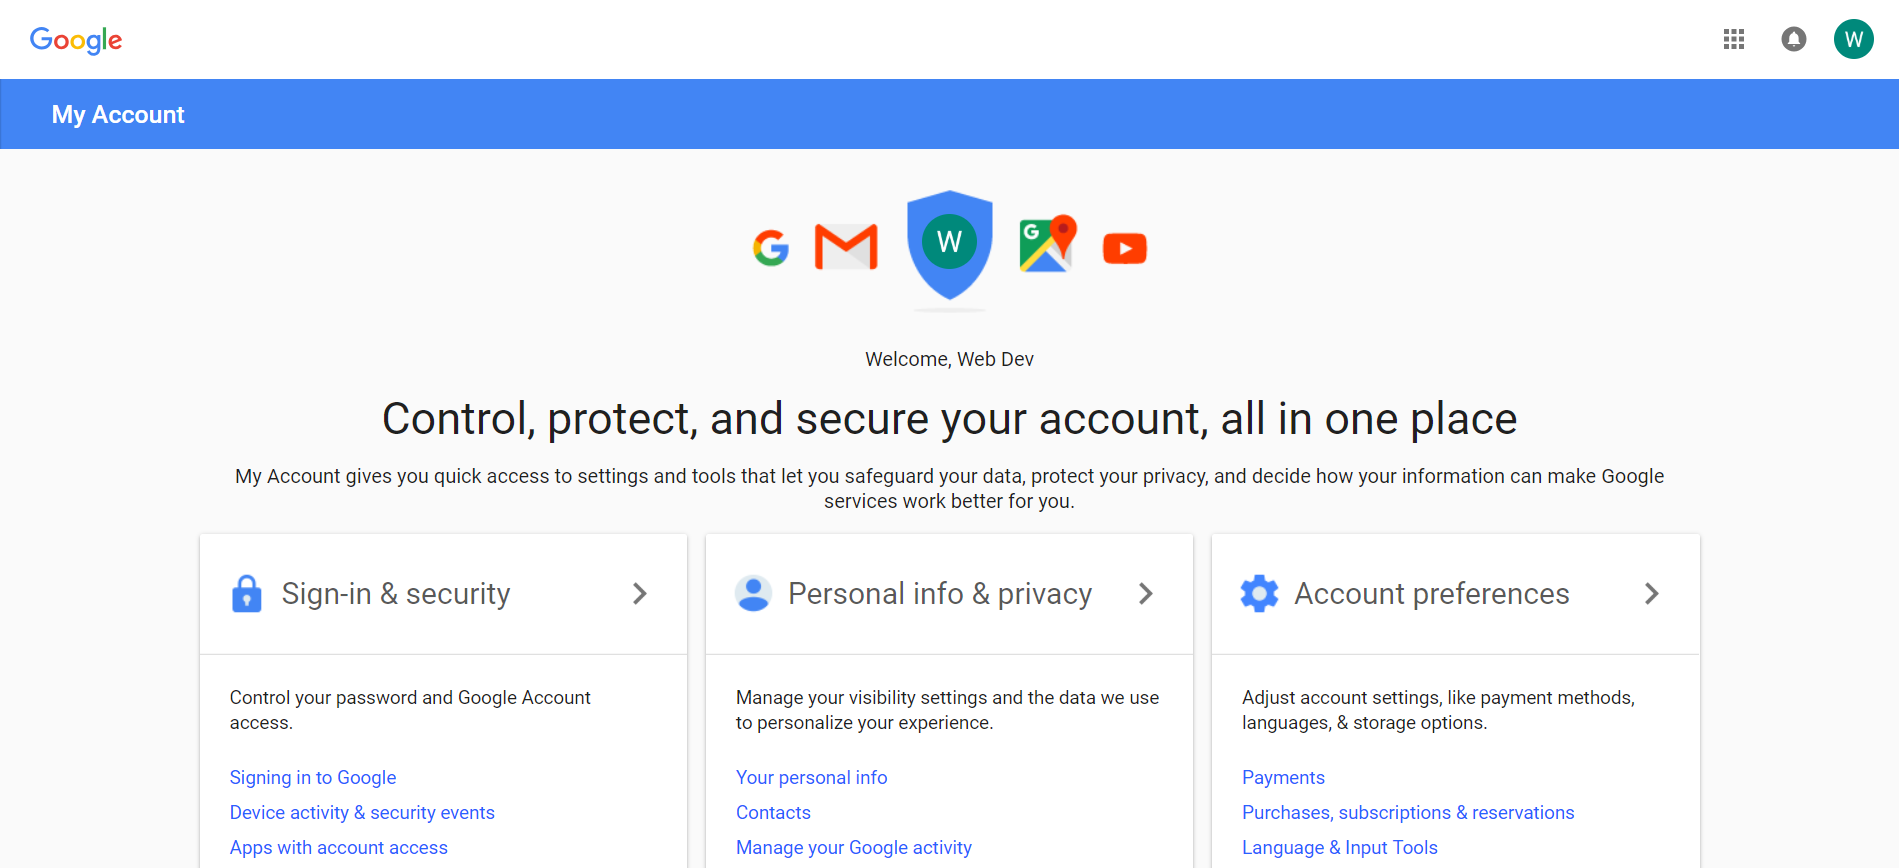 Google
W
My Account
G
W
G
Welcome, Web Dev
Control, protect, and secure your account, all in one place
My Account gives you quick access to settings and tools that let you safeguard your data, protect your privacy, and decide how your information can make Google
services work better for you.
Sign-in & security
Control your password and Google Account
access.
Signing in to Google
Device activity & security events
Apps with account access
Personal info & privacy
Manage your visibility settings and the data we use
to personalize your experience.
Your personal info
Contacts
Manage your Google activity
Account preferences
Adjust account settings, like payment methods,
languages, & storage options.
Payments
Purchases, subscriptions & reservations
Language & Input Tools